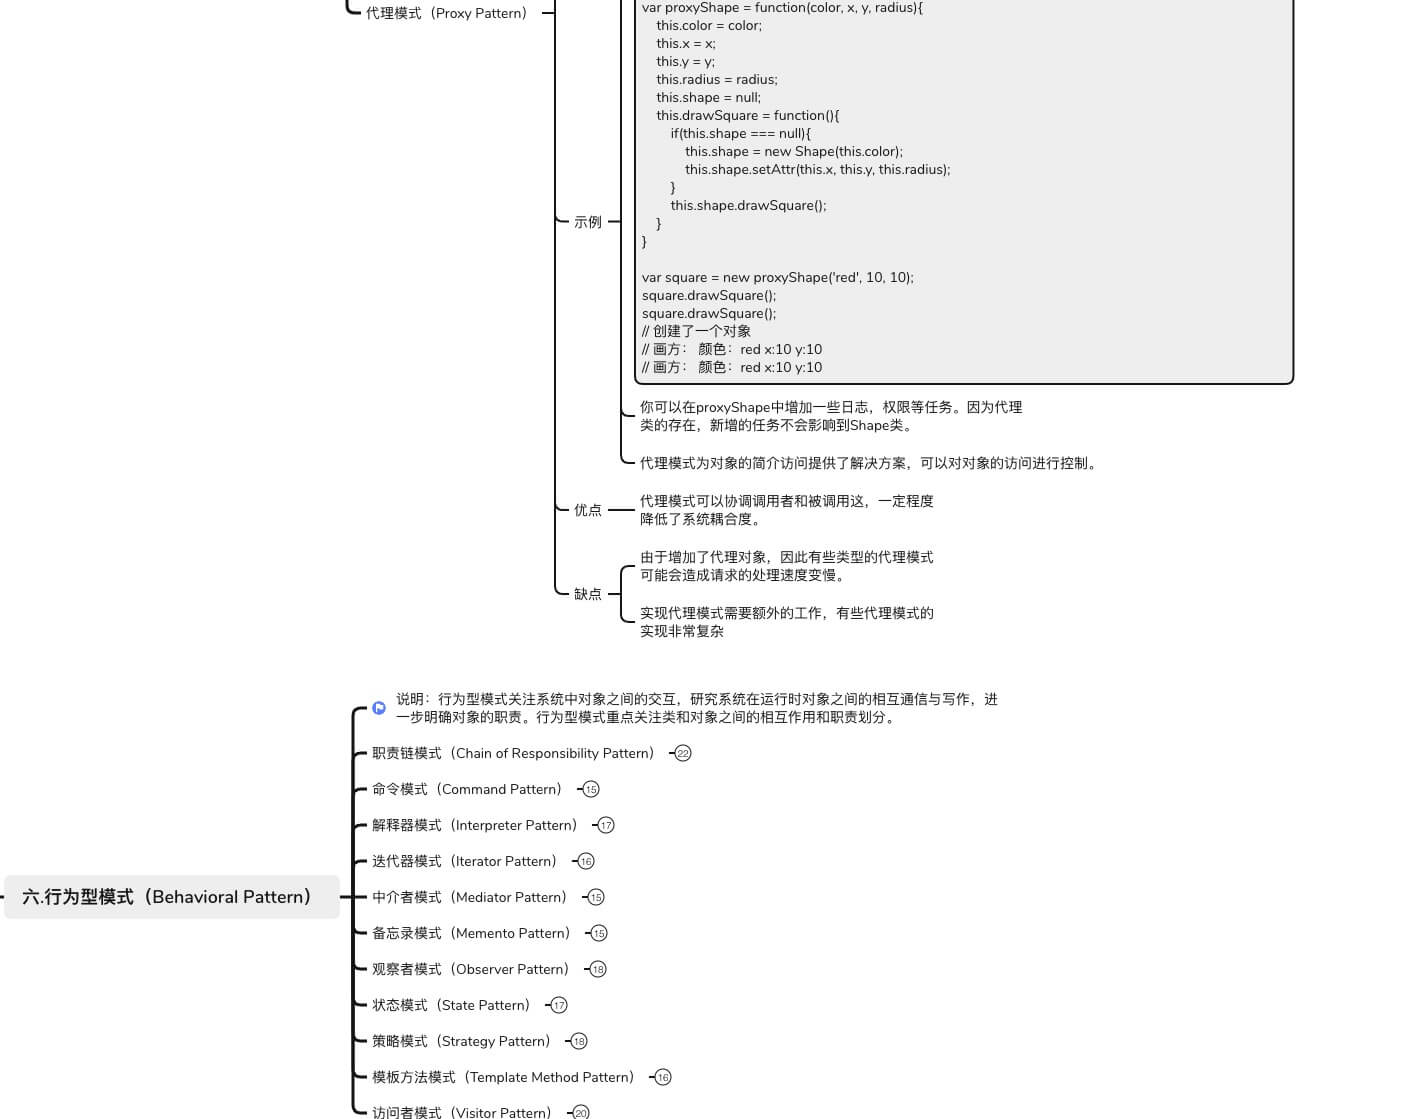 代理模式（Proxy Pattern）
var proxyShape = function(color, x, y, radius){
    this.color = color;
    this.x = x;
    this.y = y;
    this.radius = radius;
    this.shape = null;
    this.drawSquare = function(){
        if(this.shape === null){
            this.shape = new Shape(this.color);
            this.shape.setAttr(this.x, this.y, this.radius);
        }
        this.shape.drawSquare();
    }
}
var square = new proxyShape('red', 10, 10);
square.drawSquare();
square.drawSquare();
// 创建了一个对象
// 画方： 颜色：red x:10 y:10
// 画方： 颜色：red x:10 y:10
示例
你可以在proxyShape中增加一些日志，权限等任务。因为代理
类的存在，新增的任务不会影响到Shape类。
代理模式为对象的简介访问提供了解决方案，可以对对象的访问进行控制。
优点
代理模式可以协调调用者和被调用这，一定程度
降低了系统耦合度。
缺点
由于增加了代理对象，因此有些类型的代理模式
可能会造成请求的处理速度变慢。
实现代理模式需要额外的工作，有些代理模式的
实现非常复杂
六.行为型模式（Behavioral Pattern）
说明：行为型模式关注系统中对象之间的交互，研究系统在运行时对象之间的相互通信与写作，进
一步明确对象的职责。行为型模式重点关注类和对象之间的相互作用和职责划分。
职责链模式（Chain of Responsibility Pattern） 22
命令模式（Command Pattern） 15
解释器模式（Interpreter Pattern） 17
迭代器模式（Iterator Pattern） 16
中介者模式（Mediator Pattern） 15
备忘录模式（Memento Pattern） 15
观察者模式（Observer Pattern） 18
状态模式（State Pattern） 17
策略模式（Strategy Pattern） 18
模板方法模式（Template Method Pattern） 16
访问者模式（Visitor Pattern） 20